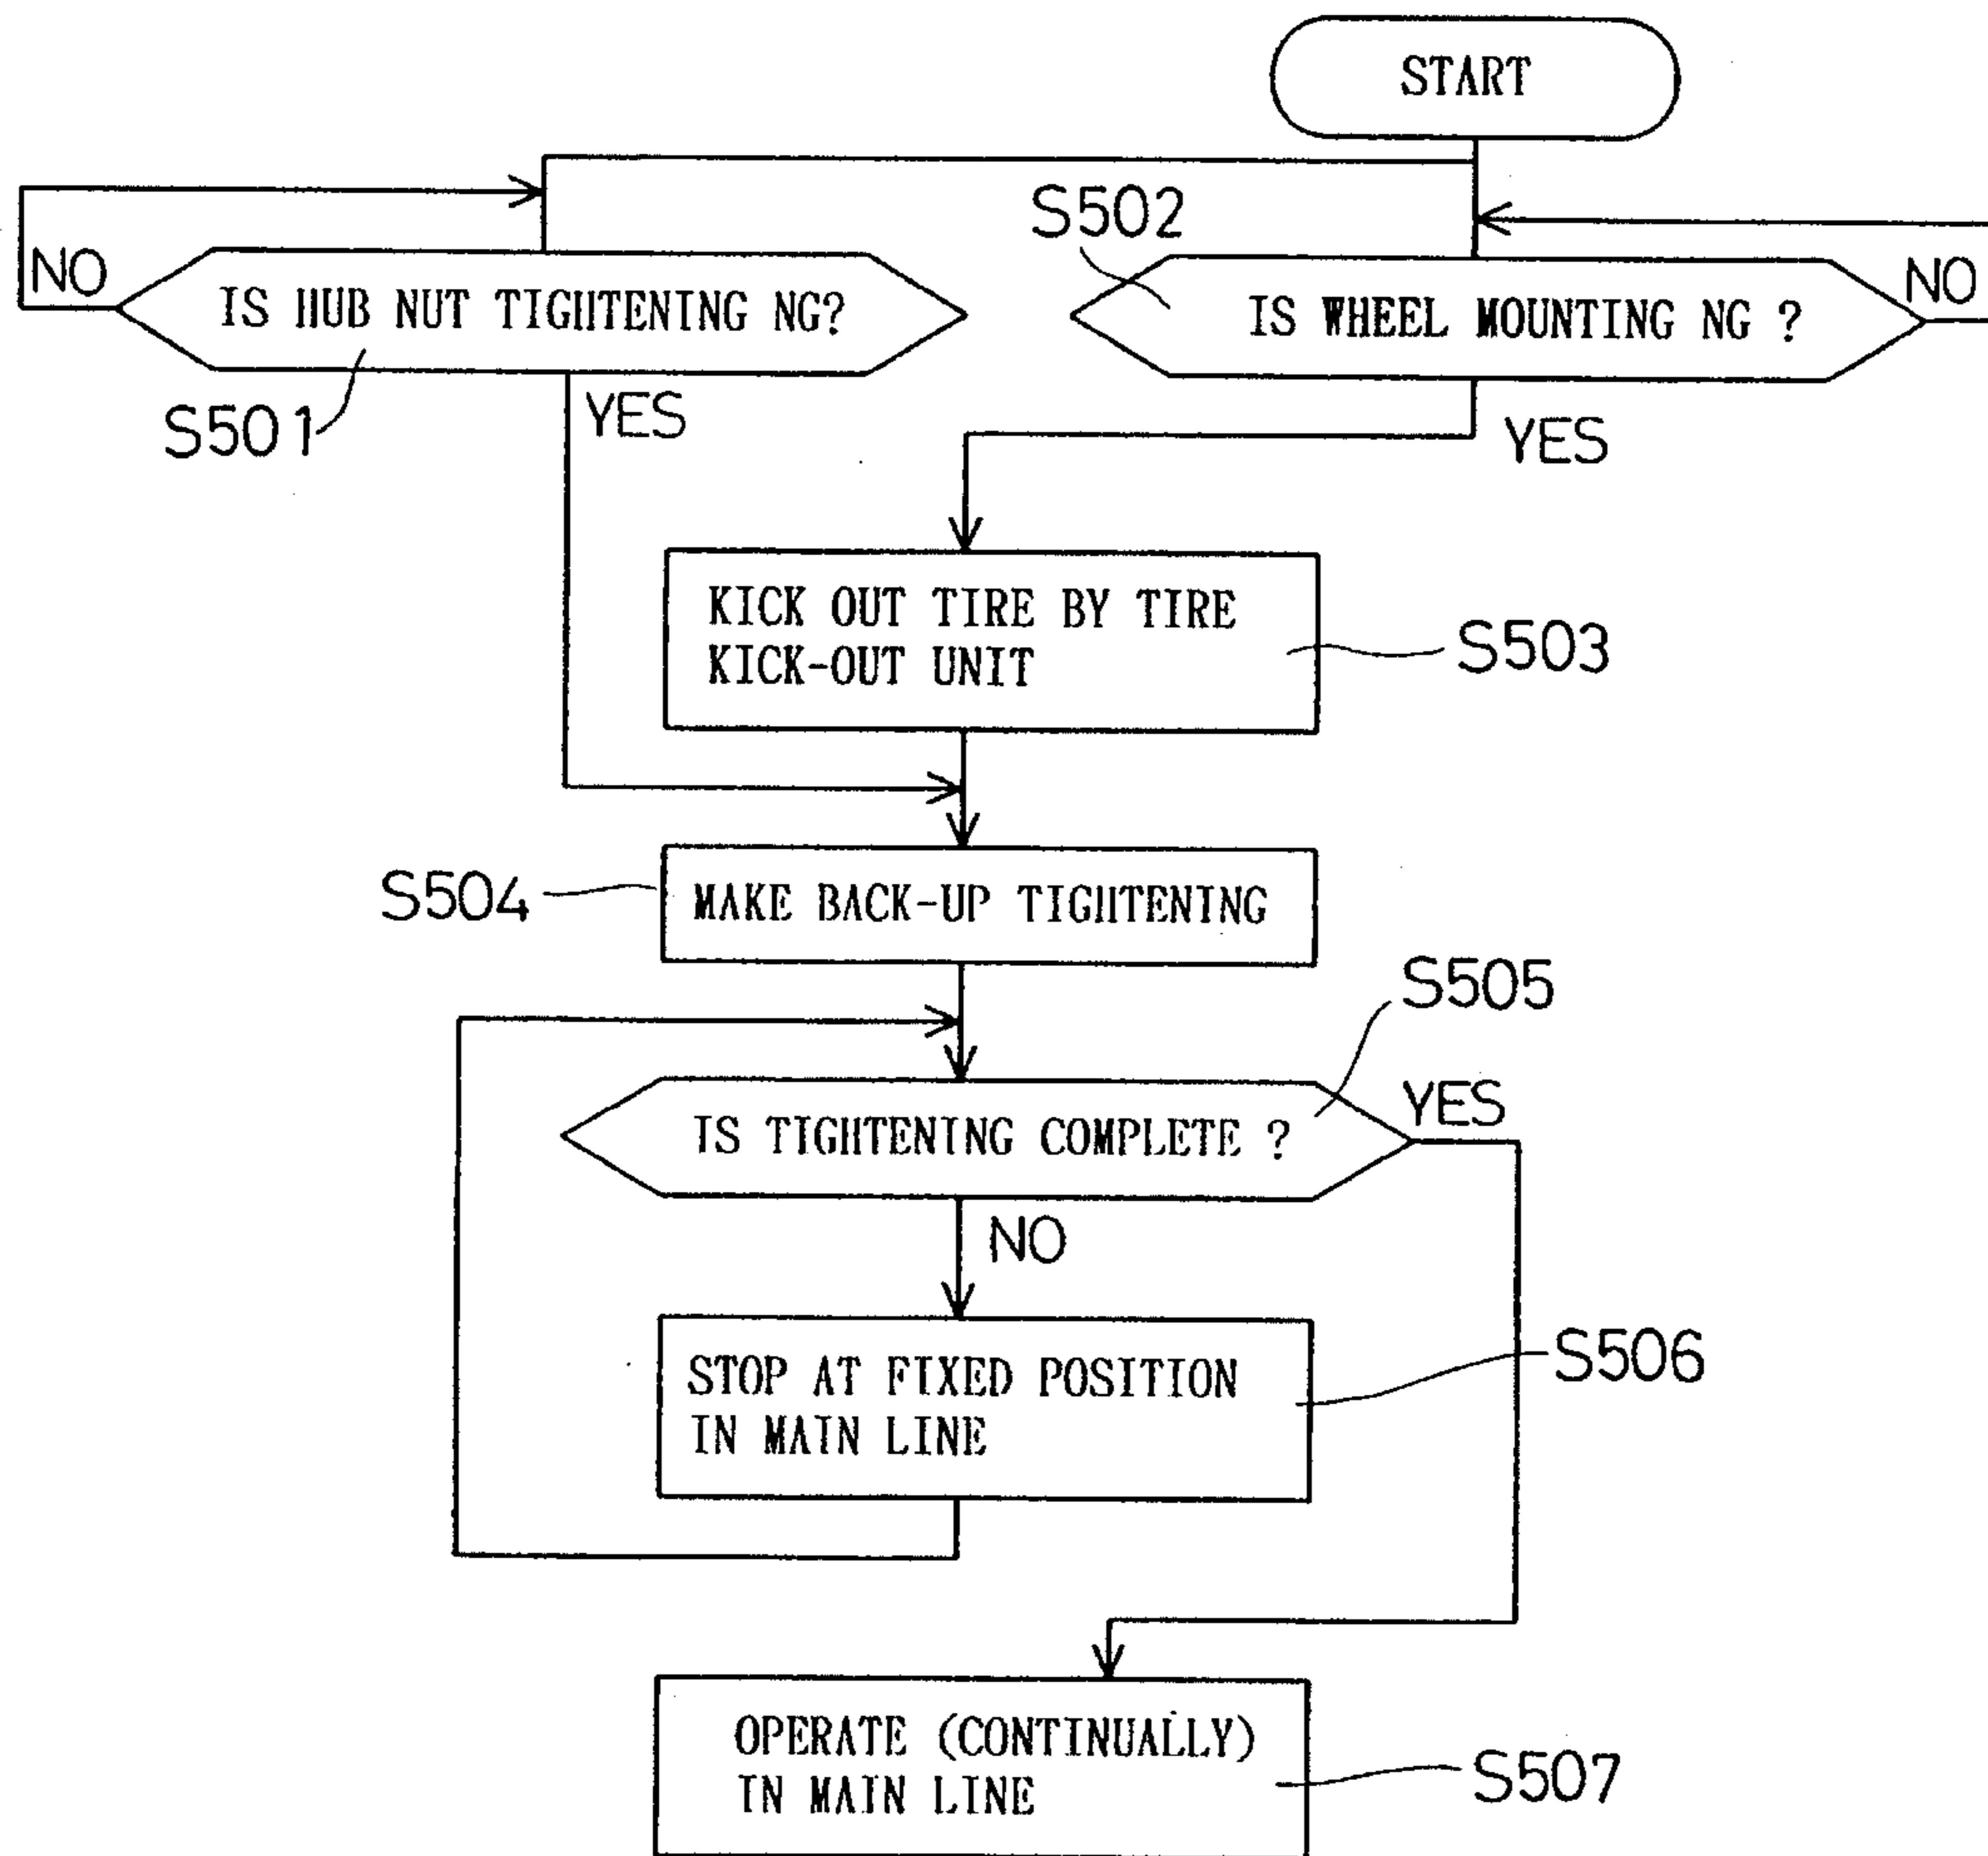 START
S502
NO
IS HUB NUT TIGHTENING NG?
IS WHEEL MOUNTING NG ?
NO
S501
YES
YES
KICK OUT TIRE BY TIRE
KICK-OUT UNIT
S503
S504
MAKE BACK-UP TIGHTENING
S505
IS TIGHTENING COMPLETE ?
YES
NO
STOP AT FIXED POSITION
IN MAIN LINE
S506
OPERATE (CONTINUALLY)
IN MAIN LINE
S507